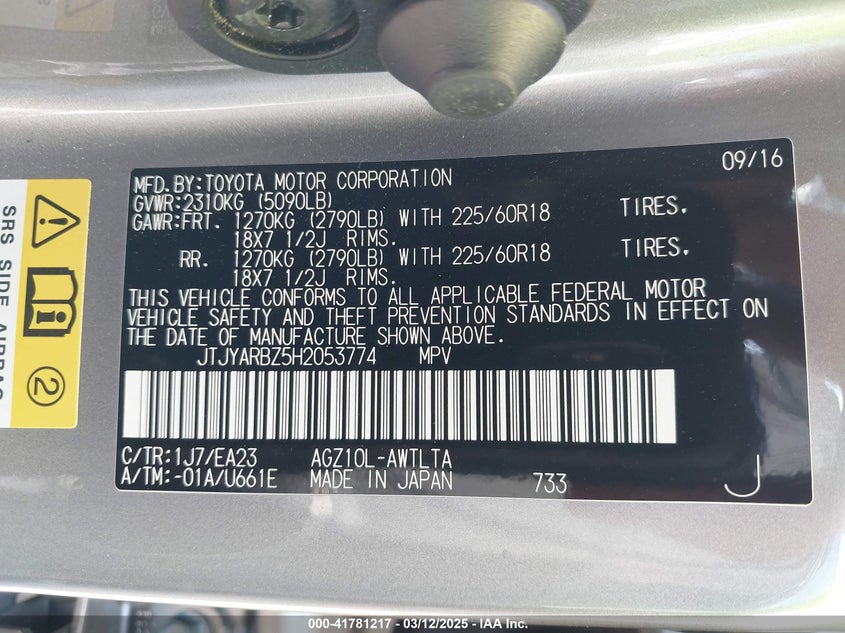 09/16
MFD.BY:TOYOTA MOTOR CORPORATION
GVWR:2310KG (5090LB)
GAWR:FRT. 1270KG (2790LB) WITH 225/60R18 TIRES.
18X7 1/2J RIMS.
RR. 1270KG (2790LB) WITH 225/60R18 TIRES.
18X7 1/2J RIMS.
THIS VEHICLE CONFORMS TO ALL APPLICABLE FEDERAL MOTOR
VEHICLE SAFETY AND THEFT PREVENTION STANDARDS IN EFFECT ON
THE DATE OF MANUFACTURE SHOWN ABOVE.
JTJYARBZ5H2053774 MPV
C/TR:1J7/EA23 AGZ10L-AWTLTA
A/TM:-01A/U661E MADE IN JAPAN 733 J
SRS SIDE AIRBAG
2
000-41781217 - 03/12/2025 - IAA Inc.